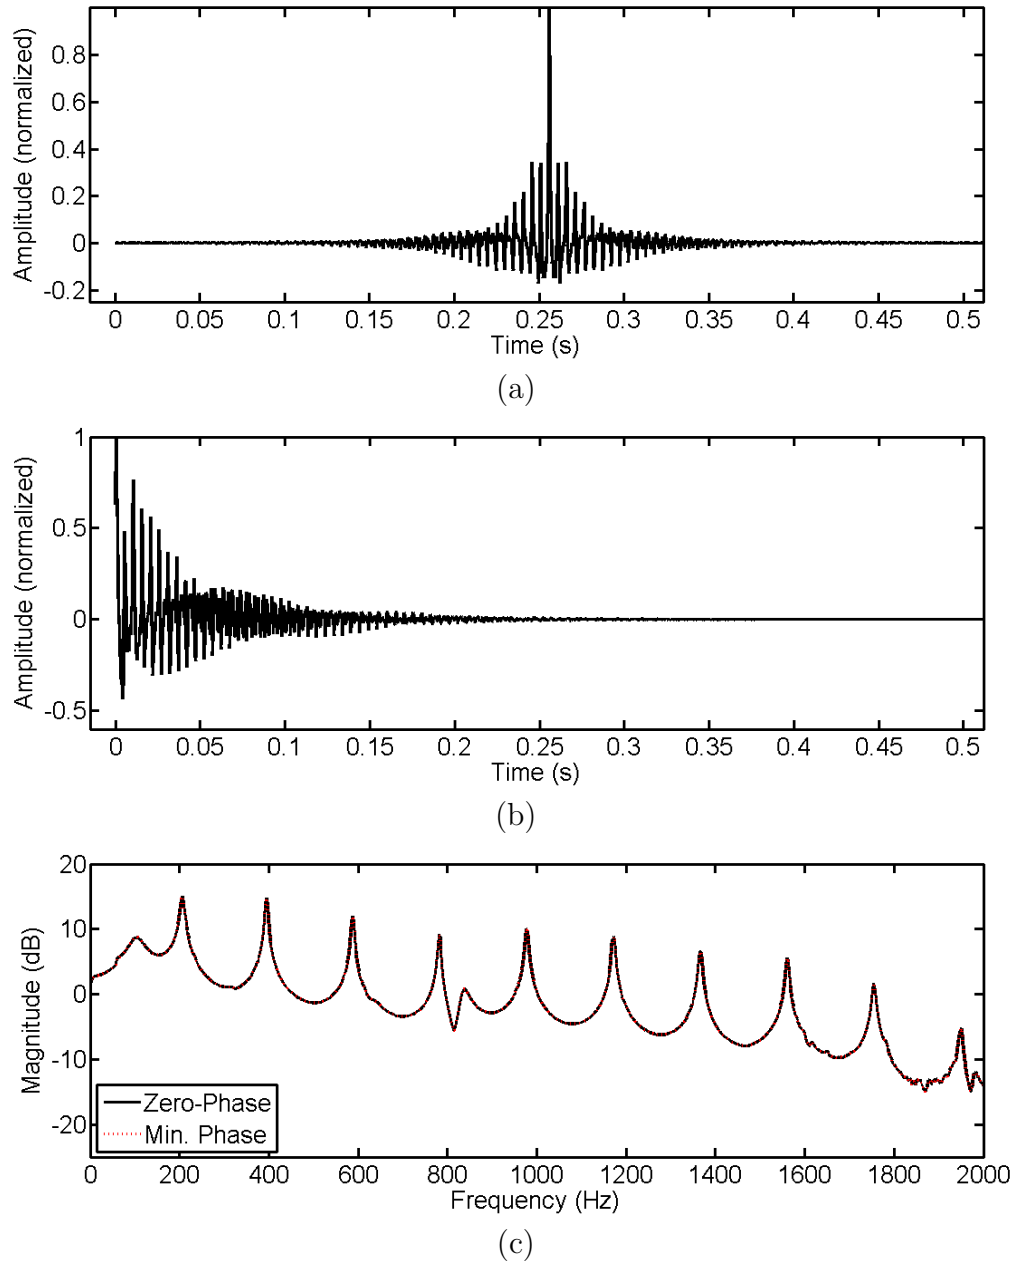 0.8
0.6
0.4
0.2
0
-0.2
Amplitude (normalized)
0 0.05 0.1 0.15 0.2 0.25 0.3 0.35 0.4 0.45 0.5
Time (s)
(a)
1
0.5
0
-0.5
Amplitude (normalized)
0 0.05 0.1 0.15 0.2 0.25 0.3 0.35 0.4 0.45 0.5
Time (s)
(b)
20
10
0
-10
-20
Magnitude (dB)
Zero-Phase
Min. Phase
0 200 400 600 800 1000 1200 1400 1600 1800 2000
Frequency (Hz)
(c)